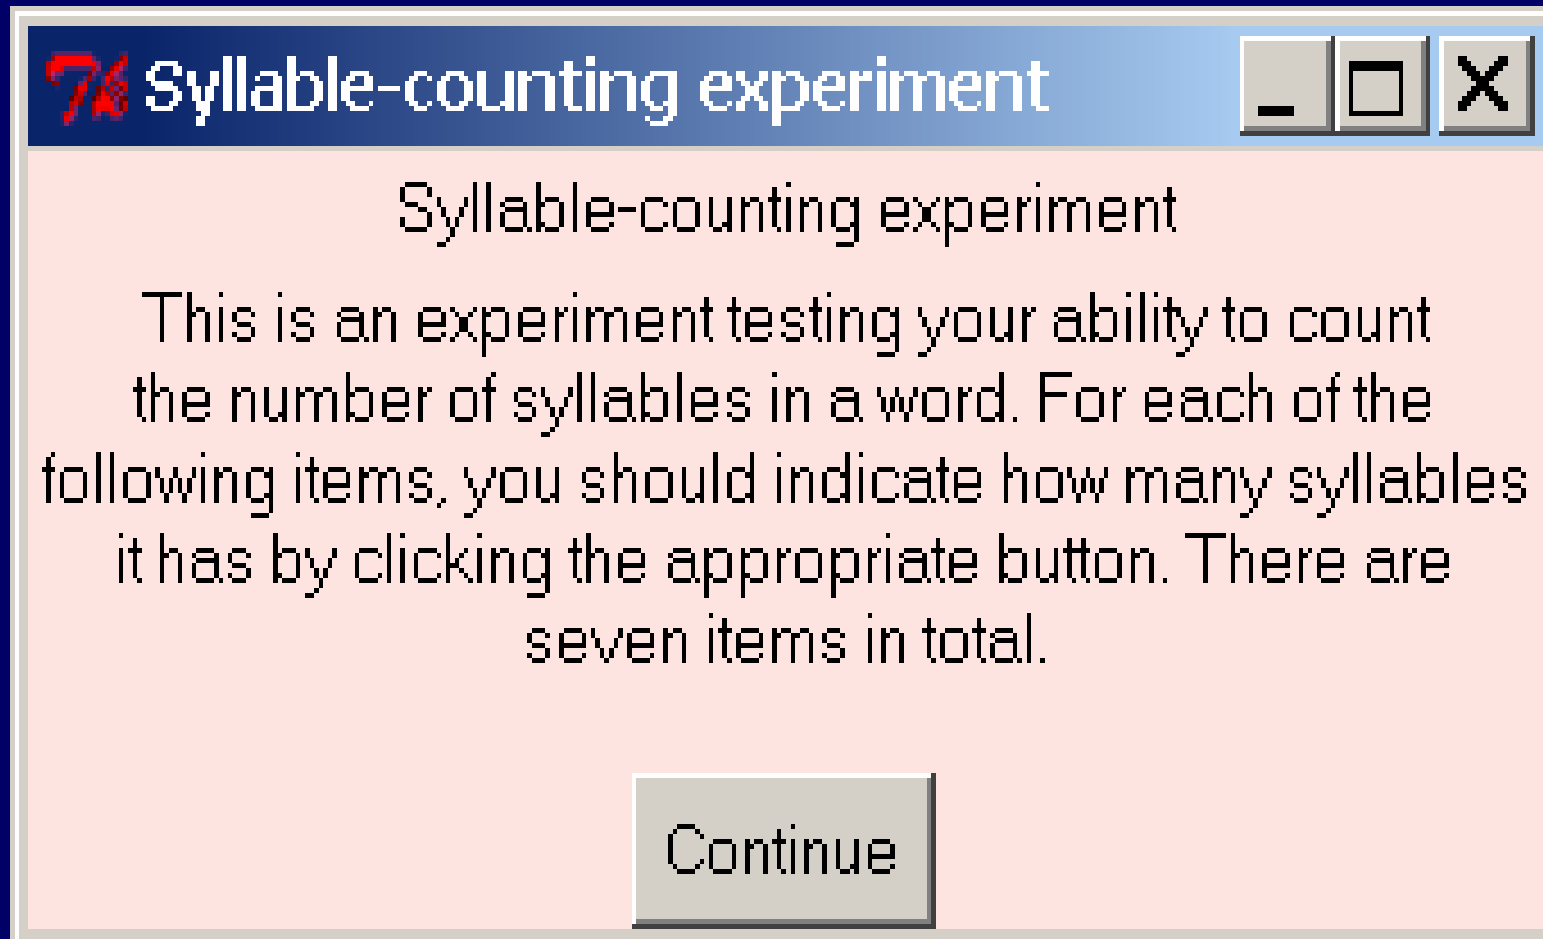 Syllable-counting experiment
Syllable-counting experiment
This is an experiment testing your ability to count
the number of syllables in a word. For each of the
following items, you should indicate how many syllables
it has by clicking the appropriate button. There are
seven items in total.
Continue